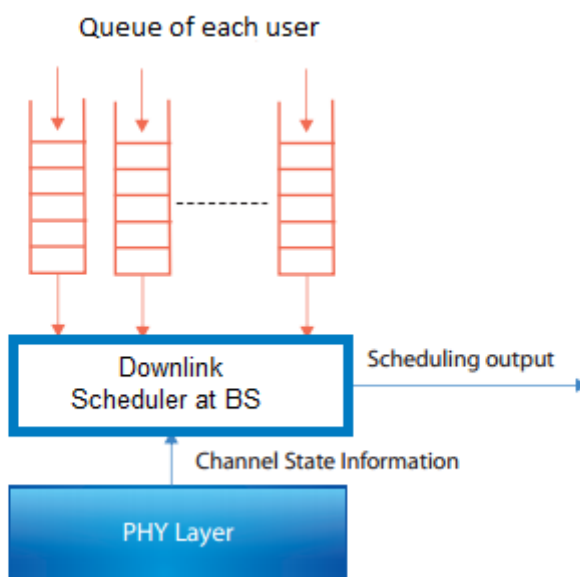 Queue of each user
Downlink
Scheduler at BS
Scheduling output
Channel State Information
PHY Layer